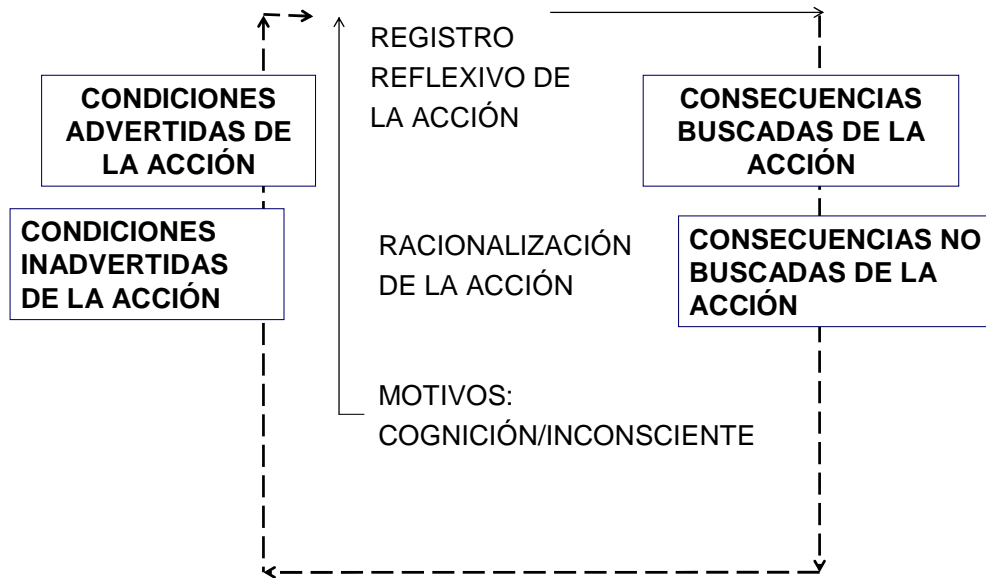 REGISTRO
REFLEXIVO DE
LA ACCIÓN
CONDICIONES
ADVERTIDAS DE
LA ACCIÓN
CONSECUENCIAS
BUSCADAS DE LA
ACCIÓN
CONDICIONES
INADVERTIDAS
DE LA ACCIÓN
RACIONALIZACIÓN
DE LA ACCIÓN
CONSECUENCIAS NO
BUSCADAS DE LA
ACCIÓN
MOTIVOS:
COGNICIÓN/INCONSCIENTE